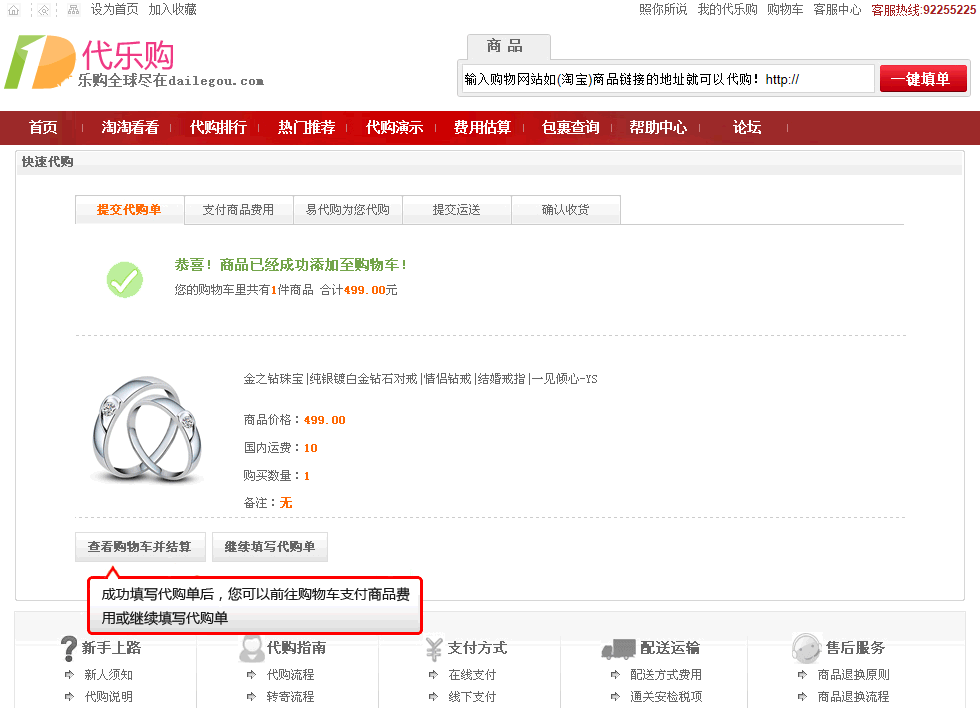 设为首页 加入收藏
照你所说 我的代乐购 购物车 客服中心 客服热线:92255225
代乐购
乐购全球尽在dailegou.com
商 品
输入购物网站如(淘宝)商品链接的地址就可以代购！http://
一键填单
首页 淘淘看看 代购排行 热门推荐 代购演示 费用估算 包裹查询 帮助中心 论坛
快速代购
提交代购单 支付商品费用 易代购为您代购 提交运送 确认收货
恭喜！商品已经成功添加至购物车！
您的购物车里共有1件商品 合计499.00元
金之钻珠宝|纯银镀白金钻石对戒|情侣钻戒|结婚戒指|一见倾心-YS
商品价格：499.00
国内运费：10
购买数量：1
备注：无
查看购物车并结算 继续填写代购单
成功填写代购单后，您可以前往购物车支付商品费
用或继续填写代购单
新手上路 代购指南 支付方式 配送运输 售后服务
新人须知 代购流程 在线支付 配送方式费用 商品退换原则
代购说明 转寄流程 线下支付 通关安检税项 商品退换流程